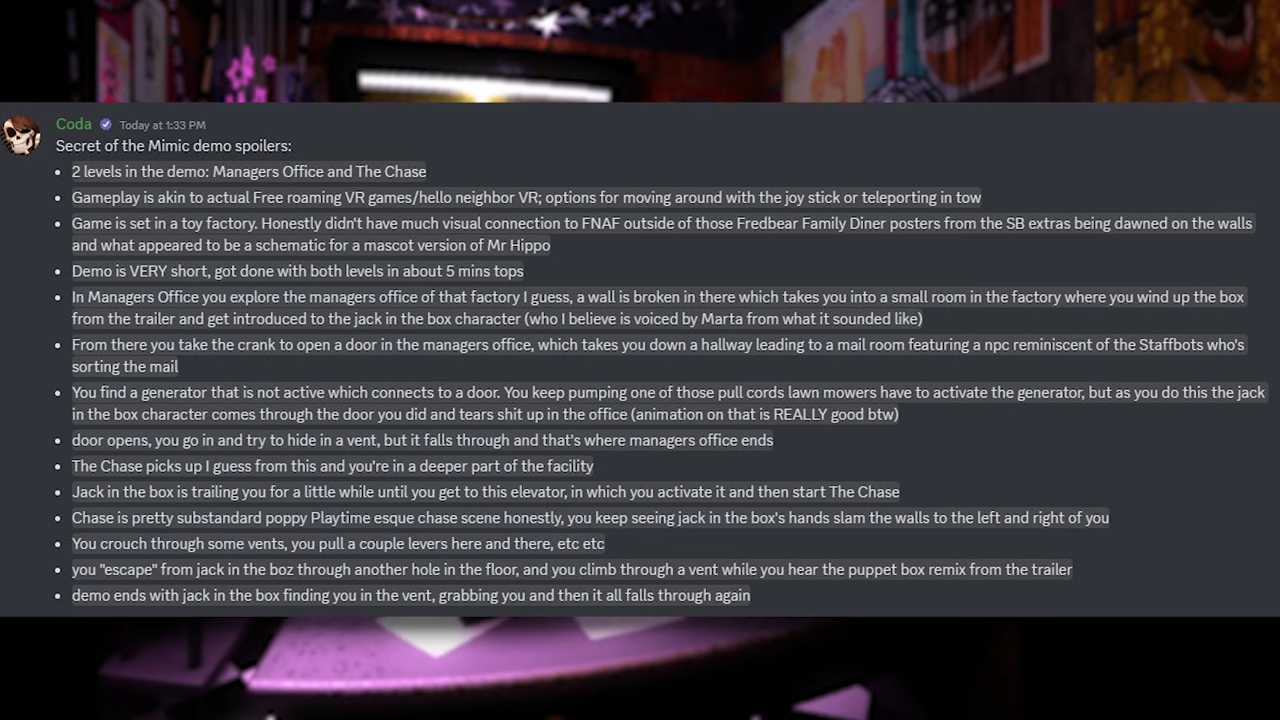 Coda Today at 1:33 PM
Secret of the Mimic demo spoilers:
• 2 levels in the demo: Managers Office and The Chase
• Gameplay is akin to actual Free roaming VR games/hello neighbor VR; options for moving around with the joy stick or teleporting in tow
• Game is set in a toy factory. Honestly didn't have much visual connection to FNAF outside of those Fredbear Family Diner posters from the SB extras being dawned on the walls
and what appeared to be a schematic for a mascot version of Mr Hippo
• Demo is VERY short, got done with both levels in about 5 mins tops
• In Managers Office you explore the managers office of that factory I guess, a wall is broken in there which takes you into a small room in the factory where you wind up the box
from the trailer and get introduced to the jack in the box character (who I believe is voiced by Marta from what it sounded like)
• From there you take the crank to open a door in the managers office, which takes you down a hallway leading to a mail room featuring a npc reminiscent of the Staffbots who's
sorting the mail
• You find a generator that is not active which connects to a door. You keep pumping one of those pull cords lawn mowers have to activate the generator, but as you do this the jack
in the box character comes through the door you did and tears shit up in the office (animation on that is REALLY good btw)
• door opens, you go in and try to hide in a vent, but it falls through and that's where managers office ends
• The Chase picks up I guess from this and you're in a deeper part of the facility
• Jack in the box is trailing you for a little while until you get to this elevator, in which you activate it and then start The Chase
• Chase is pretty substandard poppy Playtime esque chase scene honestly, you keep seeing jack in the box's hands slam the walls to the left and right of you
• You crouch through some vents, you pull a couple levers here and there, etc etc
• you "escape" from jack in the boz through another hole in the floor, and you climb through a vent while you hear the puppet box remix from the trailer
• demo ends with jack in the box finding you in the vent, grabbing you and then it all falls through again